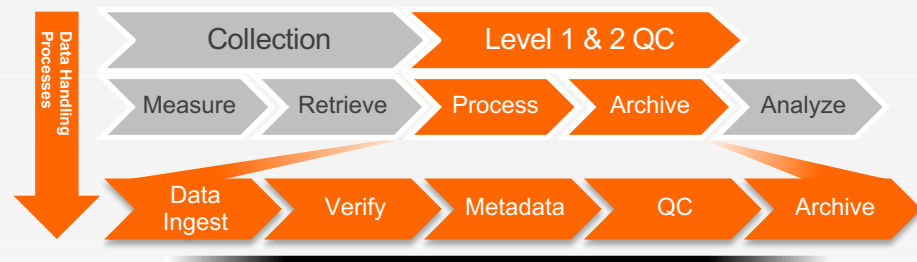 Data Handling
Processes
Collection
Level 1 & 2 QC
Measure
Retrieve
Process
Archive
Analyze
Data
Ingest
Verify
Metadata
QC
Archive